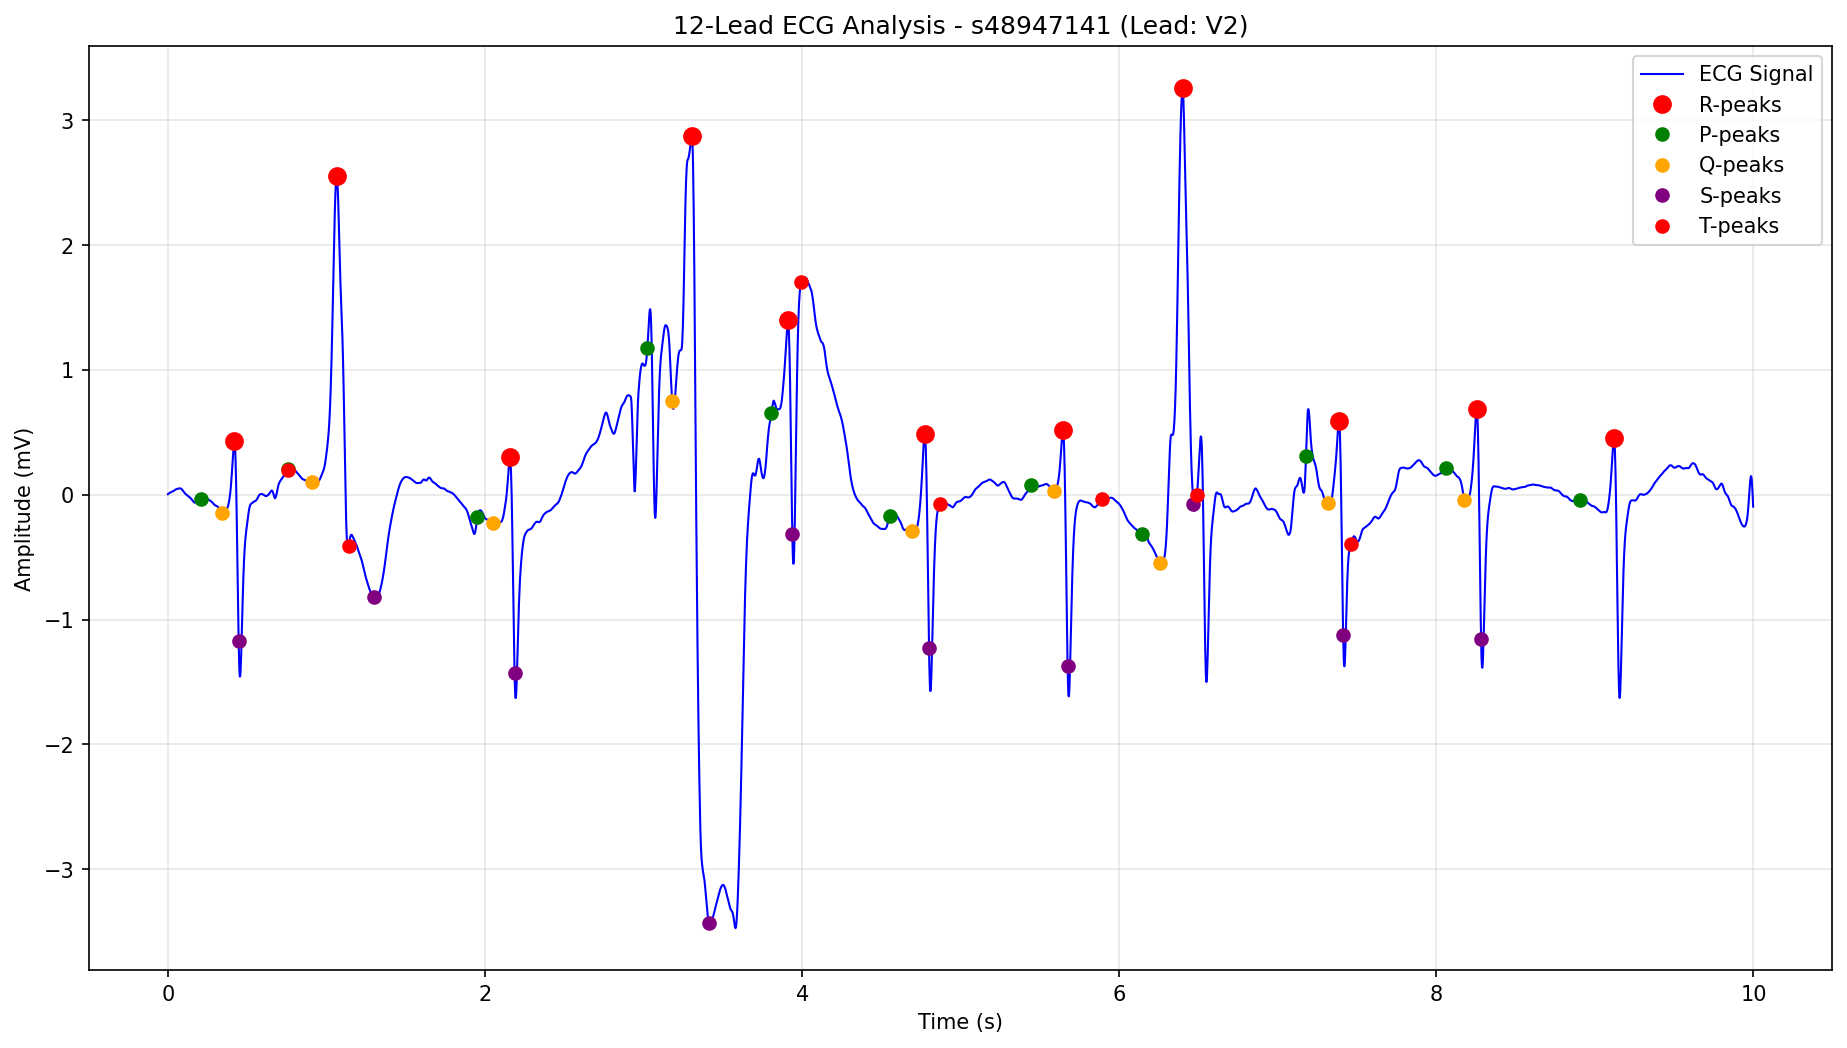 12-Lead ECG Analysis - s48947141 (Lead: V2)
ECG Signal
R-peaks
P-peaks
Q-peaks
S-peaks
T-peaks
Amplitude (mV)
3
2
1
0
−1
−2
−3
0 2 4 6 8 10
Time (s)